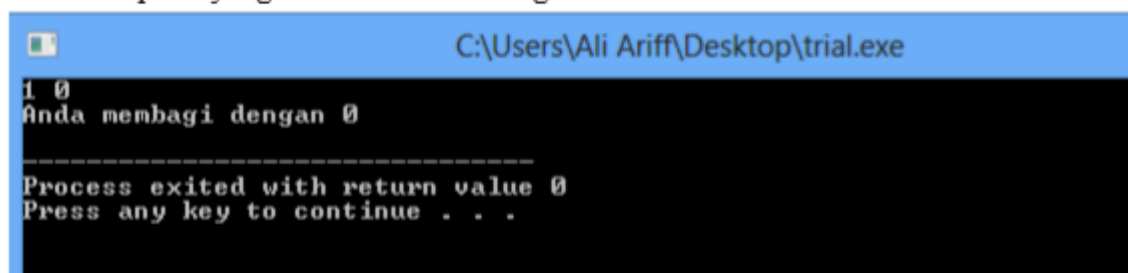 C:\Users\Ali Ariff\Desktop\trial.exe
1 0
Anda membagi dengan 0
--------------------------------
Process exited with return value 0
Press any key to continue . . .